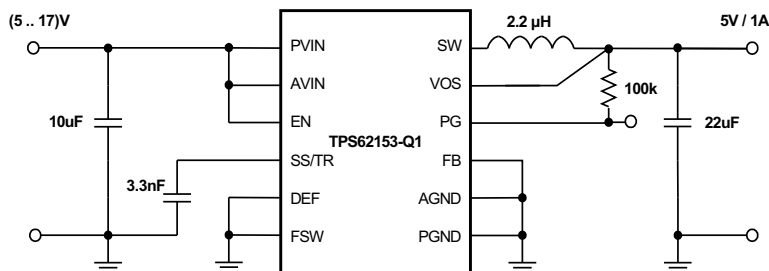 (5 .. 17)V
2.2 µH
5V / 1A
PVIN
SW
AVIN
VOS
100k
10uF
EN
PG
22uF
TPS62153-Q1
SS/TR
FB
3.3nF
DEF
AGND
FSW
PGND